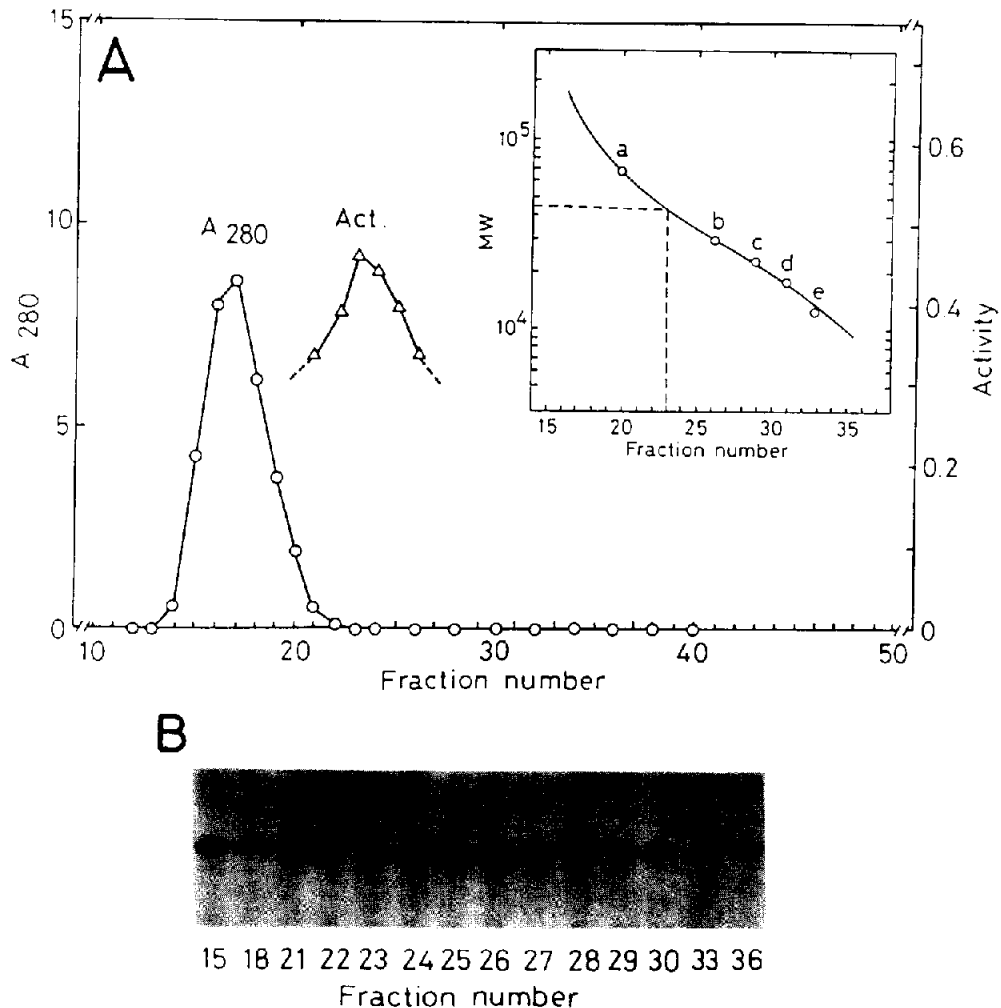 A
15
10
5
0
A 280
A 280
Act.
10 20 30 40 50
Fraction number
0.6
0.4
0.2
0
Activity
10^5
10^4
MW
a
b
c
d
e
15 20 25 30 35
Fraction number
B
15 18 21 22 23 24 25 26 27 28 29 30 33 36
Fraction number